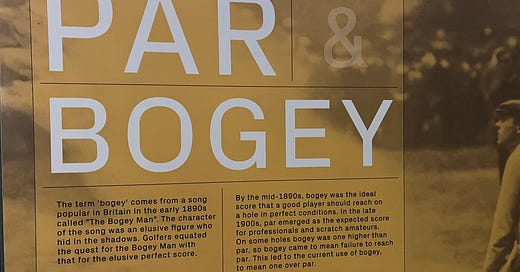 PAR &
BOGEY
The term 'bogey' comes from a song
popular in Britain in the early 1890s
called "The Bogey Man". The character
of the song was an elusive figure who
hid in the shadows. Golfers equated
the quest for the Bogey Man with
that for the elusive perfect score.
By the mid-1890s, bogey was the ideal
score that a good player should reach on
a hole in perfect conditions. In the late
1900s, par emerged as the expected score
for professionals and scratch amateurs.
On some holes bogey was one higher than
par, so bogey came to mean failure to reach
par. This led to the current use of bogey,
to mean one over par.